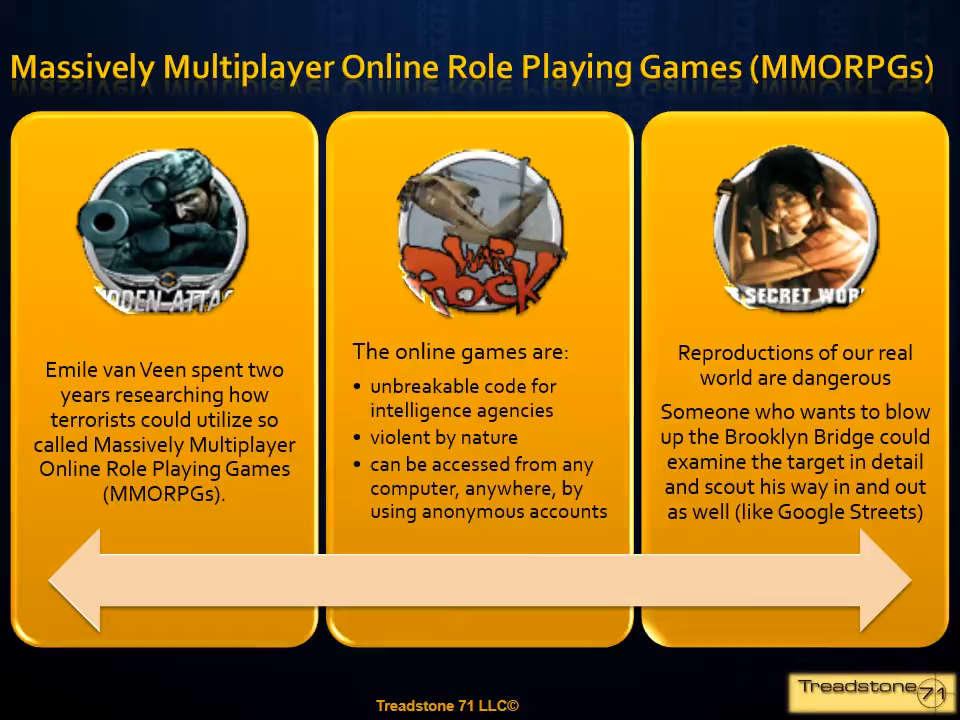 Massively Multiplayer Online Role Playing Games (MMORPGs)
Emile van Veen spent two
years researching how
terrorists could utilize so
called Massively Multiplayer
Online Role Playing Games
(MMORPGs).
WAR
ROCK
The online games are:
• unbreakable code for
intelligence agencies
• violent by nature
• can be accessed from any
computer, anywhere, by
using anonymous accounts
SECRET WOR
Reproductions of our real
world are dangerous
Someone who wants to blow
up the Brooklyn Bridge could
examine the target in detail
and scout his way in and out
as well (like Google Streets)
Treadstone 71 LLC©
Treadstone 71